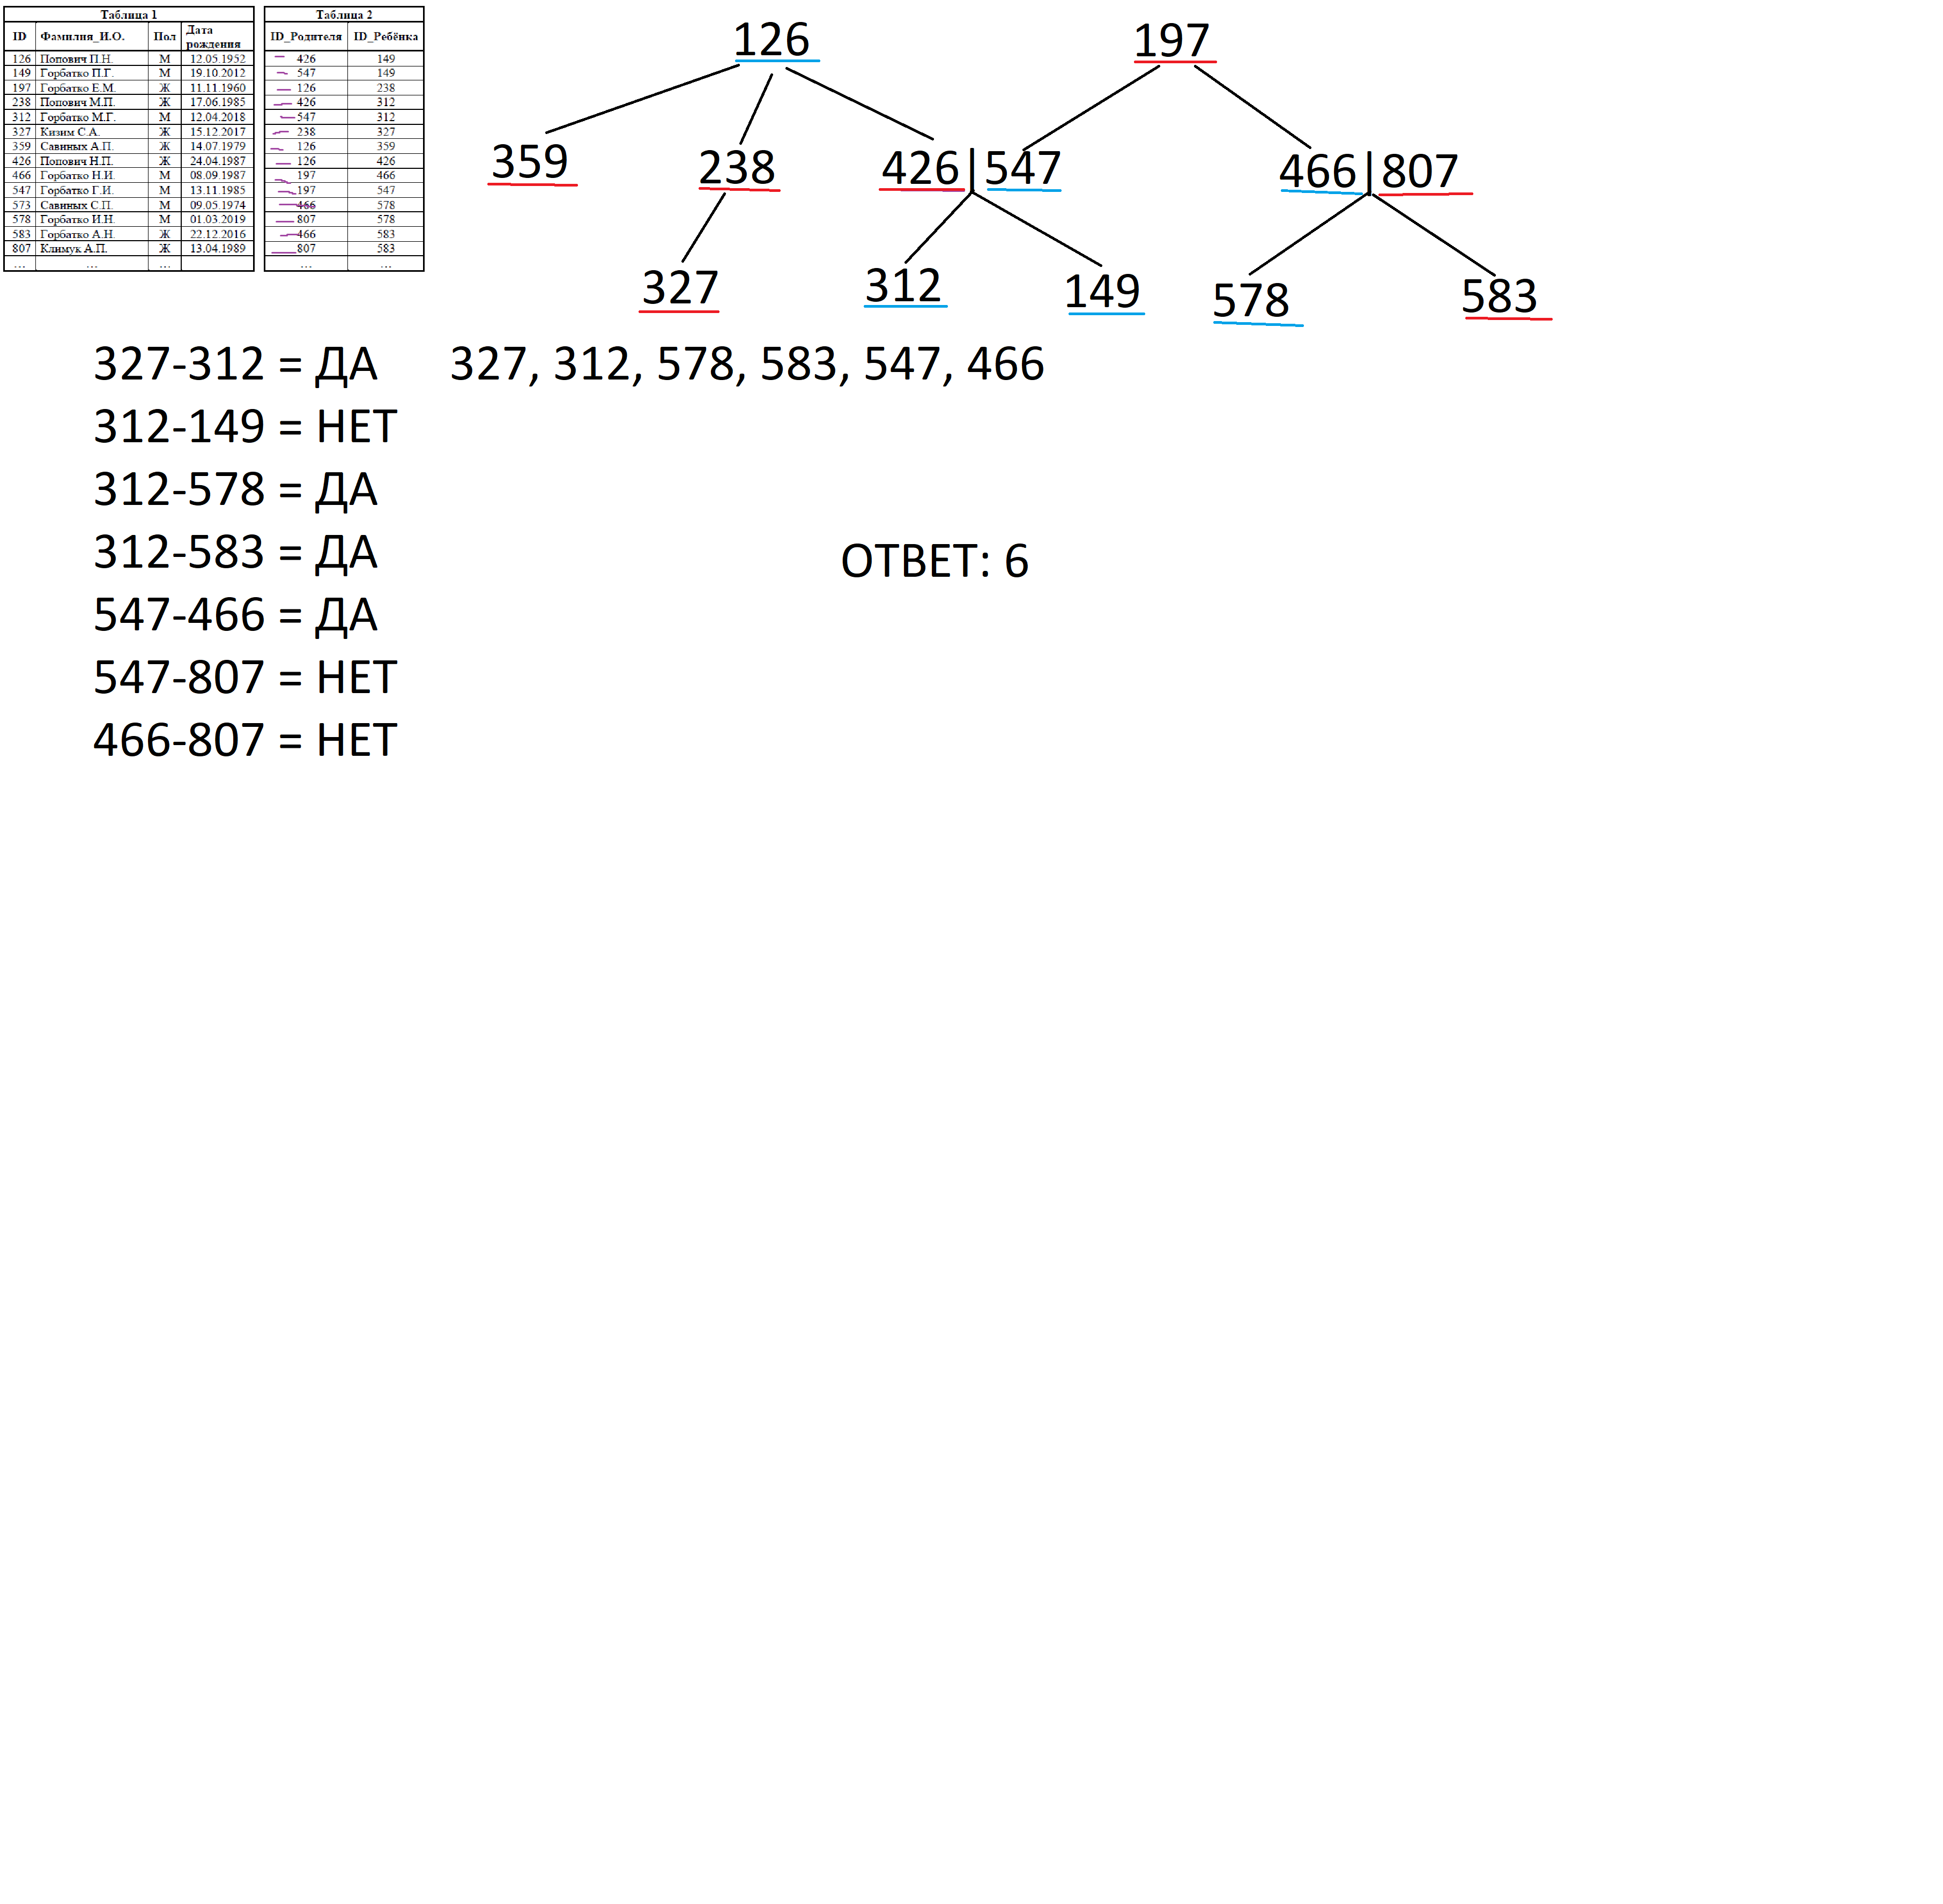 Таблица 1
ID Фамилия_И.О. Пол Дата рождения
126 Попович П.Н. М 12.05.1952
149 Горбатко П.Г. М 19.10.2012
197 Горбатко Е.М. Ж 11.11.1960
238 Попович М.П. Ж 17.06.1985
312 Горбатко М.Г. М 12.04.2018
327 Кизим С.А. Ж 15.12.2017
359 Савиных А.П. Ж 14.07.1979
426 Попович Н.П. Ж 24.04.1987
466 Горбатко Н.И. М 08.09.1987
547 Горбатко Г.И. М 13.11.1985
573 Савиных С.П. М 09.05.1974
578 Горбатко И.Н. М 01.03.2019
583 Горбатко А.Н. Ж 22.12.2016
807 Климук А.П. Ж 13.04.1989
... ... ...
Таблица 2
ID_Родителя ID_Ребёнка
426 149
547 149
126 238
426 312
547 312
238 327
126 359
126 426
197 466
197 547
466 578
807 578
466 583
807 583
... ...
126 197
359 238 426|547 466|807
327 312 149 578 583
327-312 = ДА 327, 312, 578, 583, 547, 466
312-149 = НЕТ
312-578 = ДА
312-583 = ДА
ОТВЕТ: 6
547-466 = ДА
547-807 = НЕТ
466-807 = НЕТ